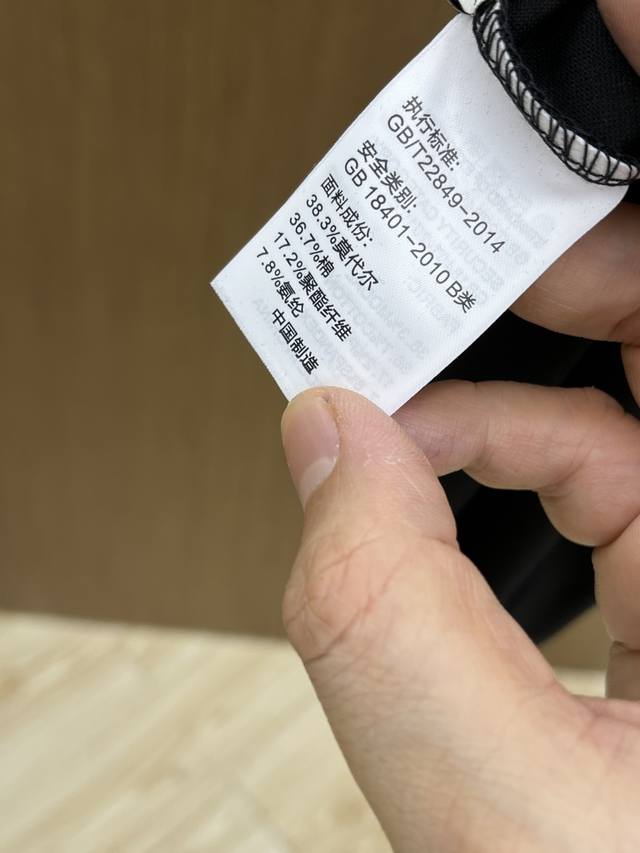 执行标准:
GB/T22849-2014
安全类别:
GB 18401-2010 B类
面料成份:
38.3%莫代尔
36.7%棉
17.2%聚酯纤维
7.8%氨纶
中国制造